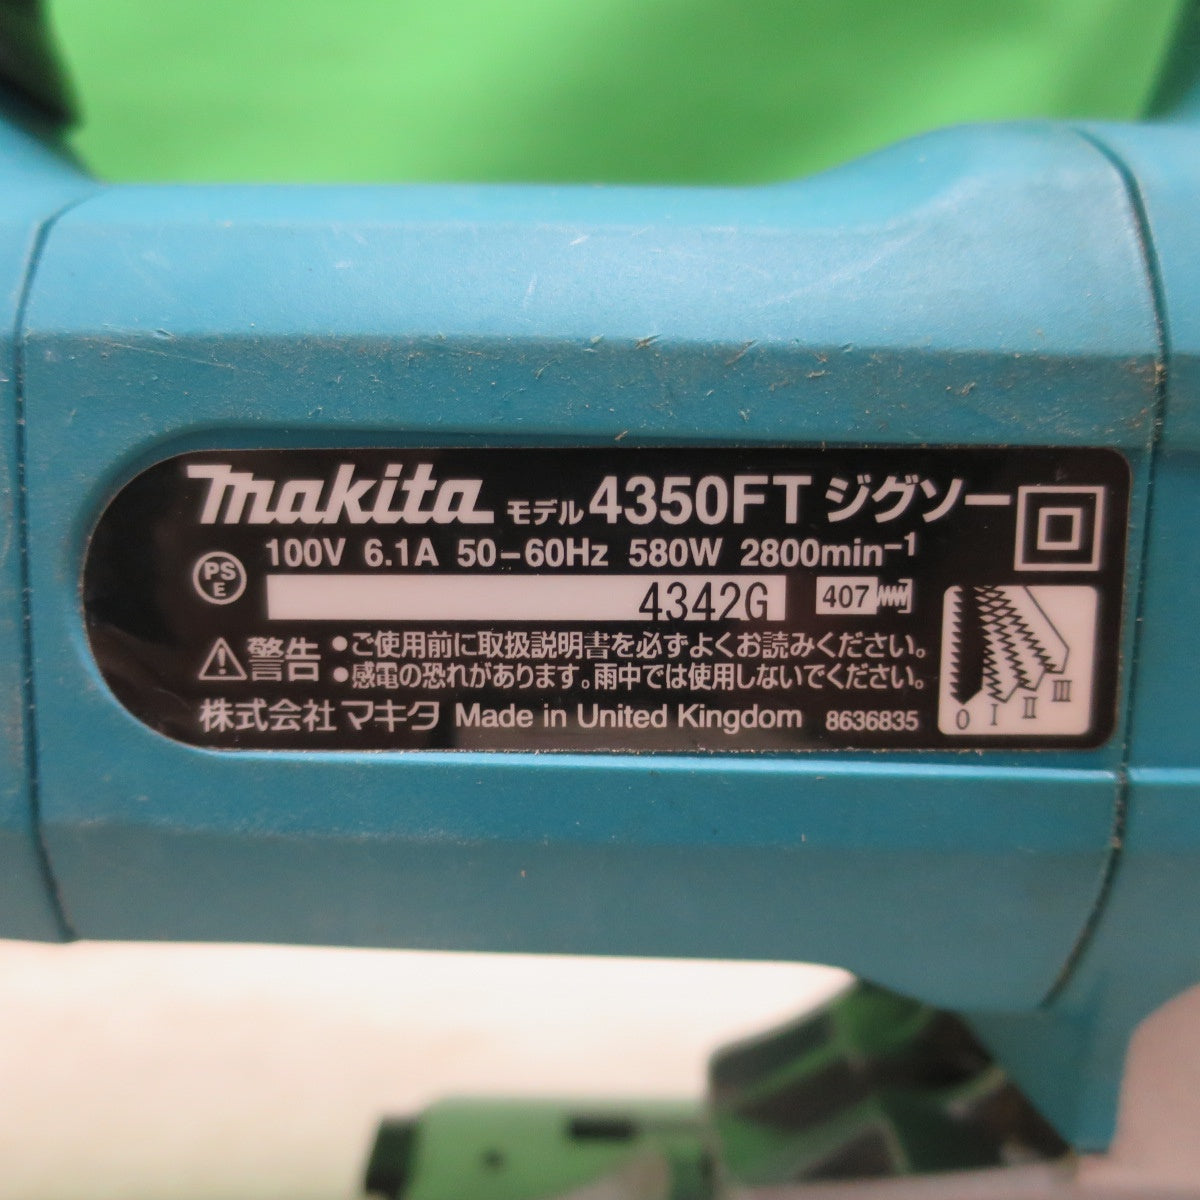 makita モデル 4350FT ジグソー
PS E 100V 6.1A 50-60Hz 580W 2800min⁻¹
4342G 407
⚠警告 •ご使用前に取扱説明書を必ずよくお読みください。
•感電の恐れがあります。雨中では使用しないでください。
株式会社マキタ Made in United Kingdom 8636835
0 I II III